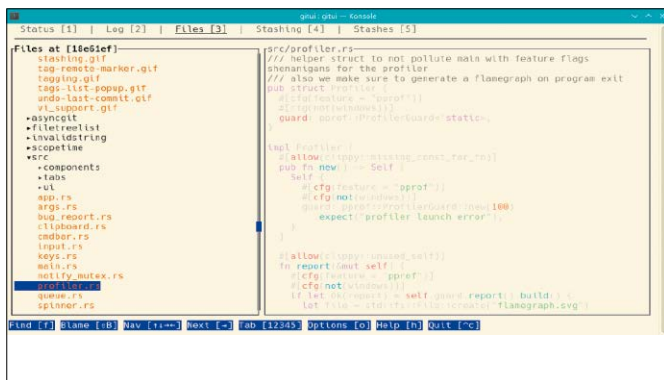 gitui: gitui — Konsole
Status [1] | Log [2] | Files [3] | Stashing [4] | Stashes [5]
Files at [18e61ef]
stashing.gif
tag-remote-marker.gif
tagging.gif
tags-list-popup.gif
undo-last-commit.gif
vi_support.gif
▸asyncgit
▸filetreelist
▸invalidstring
▸scopetime
▾src
▸components
▸tabs
▸ui
app.rs
args.rs
bug_report.rs
clipboard.rs
cmdbar.rs
input.rs
keys.rs
main.rs
notify_mutex.rs
profiler.rs
queue.rs
spinner.rs
src/profiler.rs
/// helper struct to not pollute main with feature flags
shenanigans for the profiler
/// also we make sure to generate a flamegraph on program exit
pub struct Profiler {
#[cfg(feature = "pprof")]
#[cfg(not(windows))]
guard: pprof::ProfilerGuard<'static>,
}
impl Profiler {
#[allow(clippy::missing_const_for_fn)]
pub fn new() -> Self {
Self {
#[cfg(feature = "pprof")]
#[cfg(not(windows))]
guard: pprof::ProfilerGuard::new(100)
.expect("profiler launch error"),
}
}
#[allow(clippy::unused_self)]
fn report(&mut self) {
#[cfg(feature = "pprof")]
#[cfg(not(windows))]
if let Ok(report) = self.guard.report().build() {
let file = std::fs::File::create("flamegraph.svg")
Find [f] Blame [⇧B] Nav [↑↓→←] Next [→] Tab [12345] Options [o] Help [h] Quit [^c]